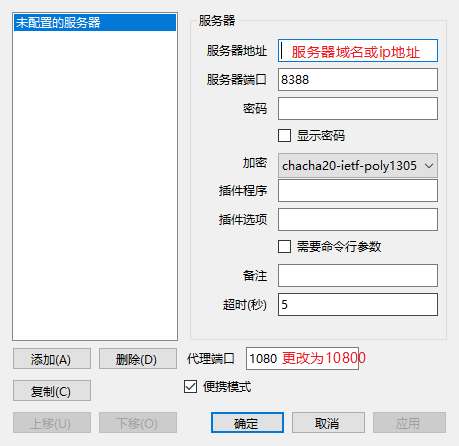 未配置的服务器
服务器
服务器地址 服务器域名或ip地址
服务器端口 8388
密码
显示密码
加密 chacha20-ietf-poly1305
插件程序
插件选项
需要命令行参数
备注
超时(秒) 5
添加(A) 删除(D) 代理端口 1080 更改为10800
复制(C) 便携模式
上移(U) 下移(O) 确定 取消 应用